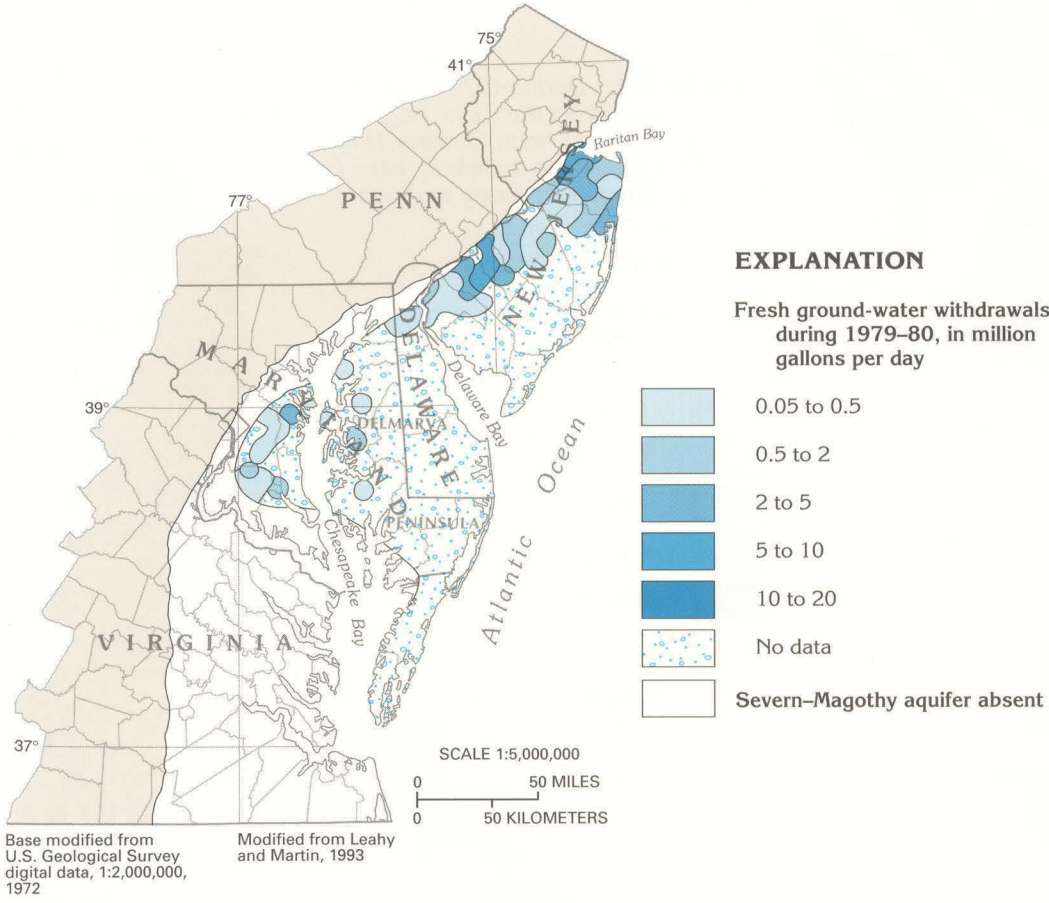 75°
41°
Raritan Bay
NEW JERSEY
PENN
77°
MARYLAND
DELAWARE
39°
Delaware Bay
DELMARVA
PENINSULA
Chesapeake Bay
Atlantic Ocean
VIRGINIA
37°
EXPLANATION
Fresh ground-water withdrawals
during 1979–80, in million
gallons per day
0.05 to 0.5
0.5 to 2
2 to 5
5 to 10
10 to 20
No data
Severn–Magothy aquifer absent
SCALE 1:5,000,000
0 50 MILES
0 50 KILOMETERS
Base modified from
U.S. Geological Survey
digital data, 1:2,000,000,
1972
Modified from Leahy
and Martin, 1993